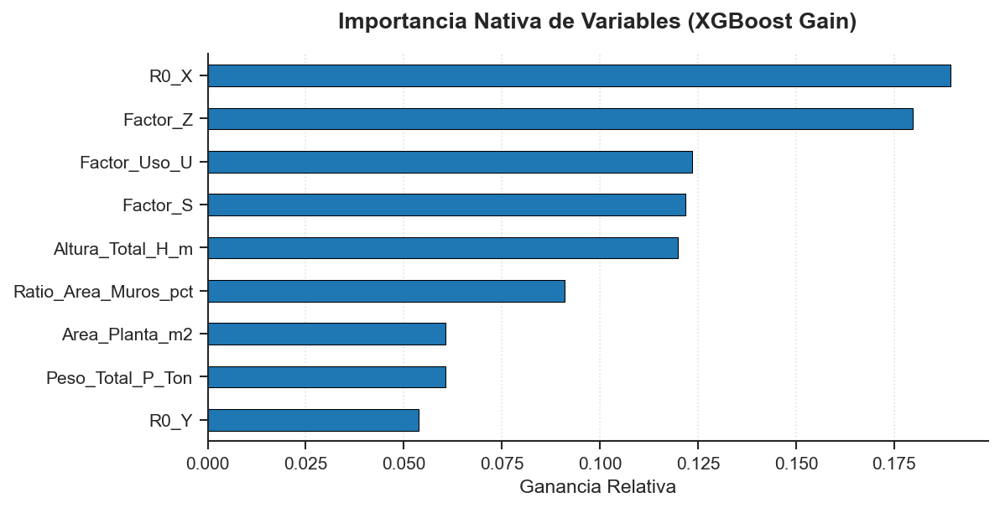 Importancia Nativa de Variables (XGBoost Gain)
R0_X
Factor_Z
Factor_Uso_U
Factor_S
Altura_Total_H_m
Ratio_Area_Muros_pct
Area_Planta_m2
Peso_Total_P_Ton
R0_Y
0.000 0.025 0.050 0.075 0.100 0.125 0.150 0.175
Ganancia Relativa